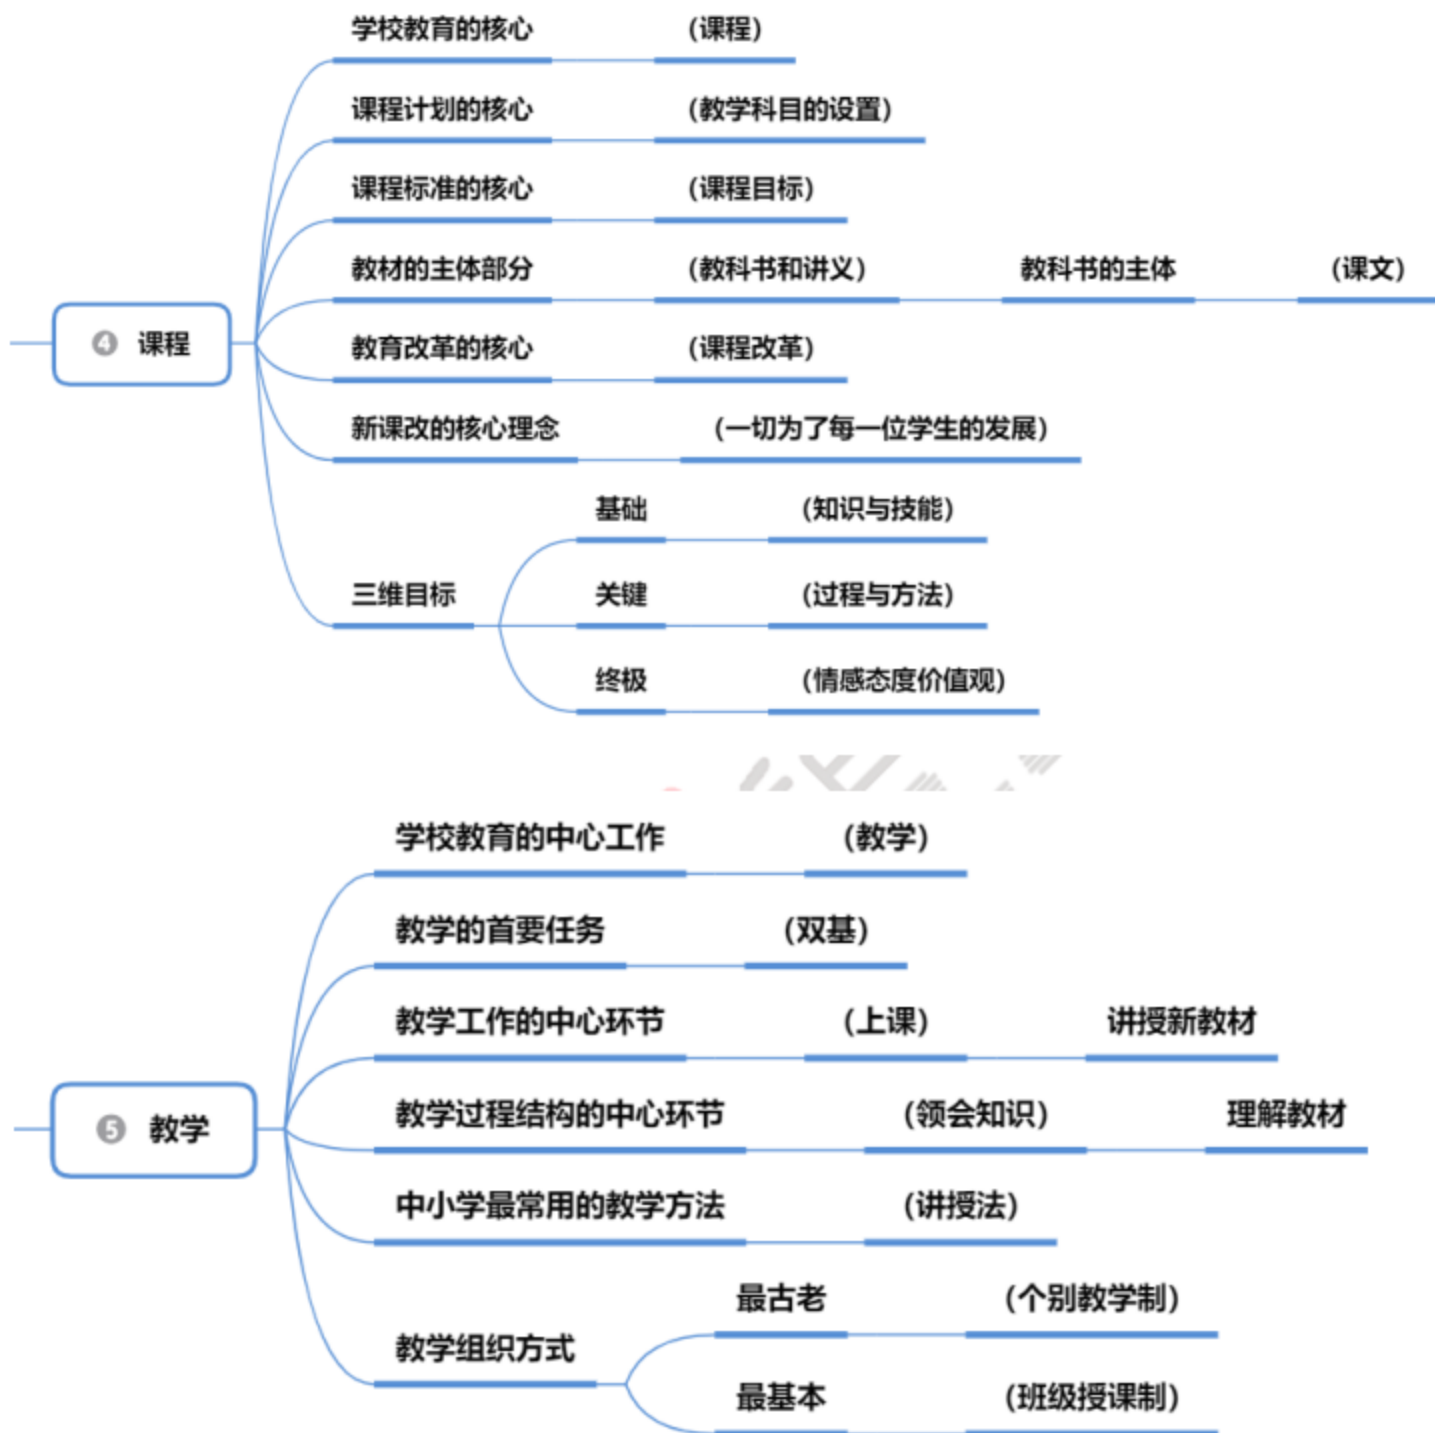 学校教育的核心 （课程）
课程计划的核心 （教学科目的设置）
课程标准的核心 （课程目标）
教材的主体部分 （教科书和讲义） 教科书的主体 （课文）
4 课程
教育改革的核心 （课程改革）
新课改的核心理念 （一切为了每一位学生的发展）
基础 （知识与技能）
三维目标 关键 （过程与方法）
终极 （情感态度价值观）
学校教育的中心工作 （教学）
教学的首要任务 （双基）
教学工作的中心环节 （上课） 讲授新教材
5 教学
教学过程结构的中心环节 （领会知识） 理解教材
中小学最常用的教学方法 （讲授法）
最古老 （个别教学制）
教学组织方式
最基本 （班级授课制）